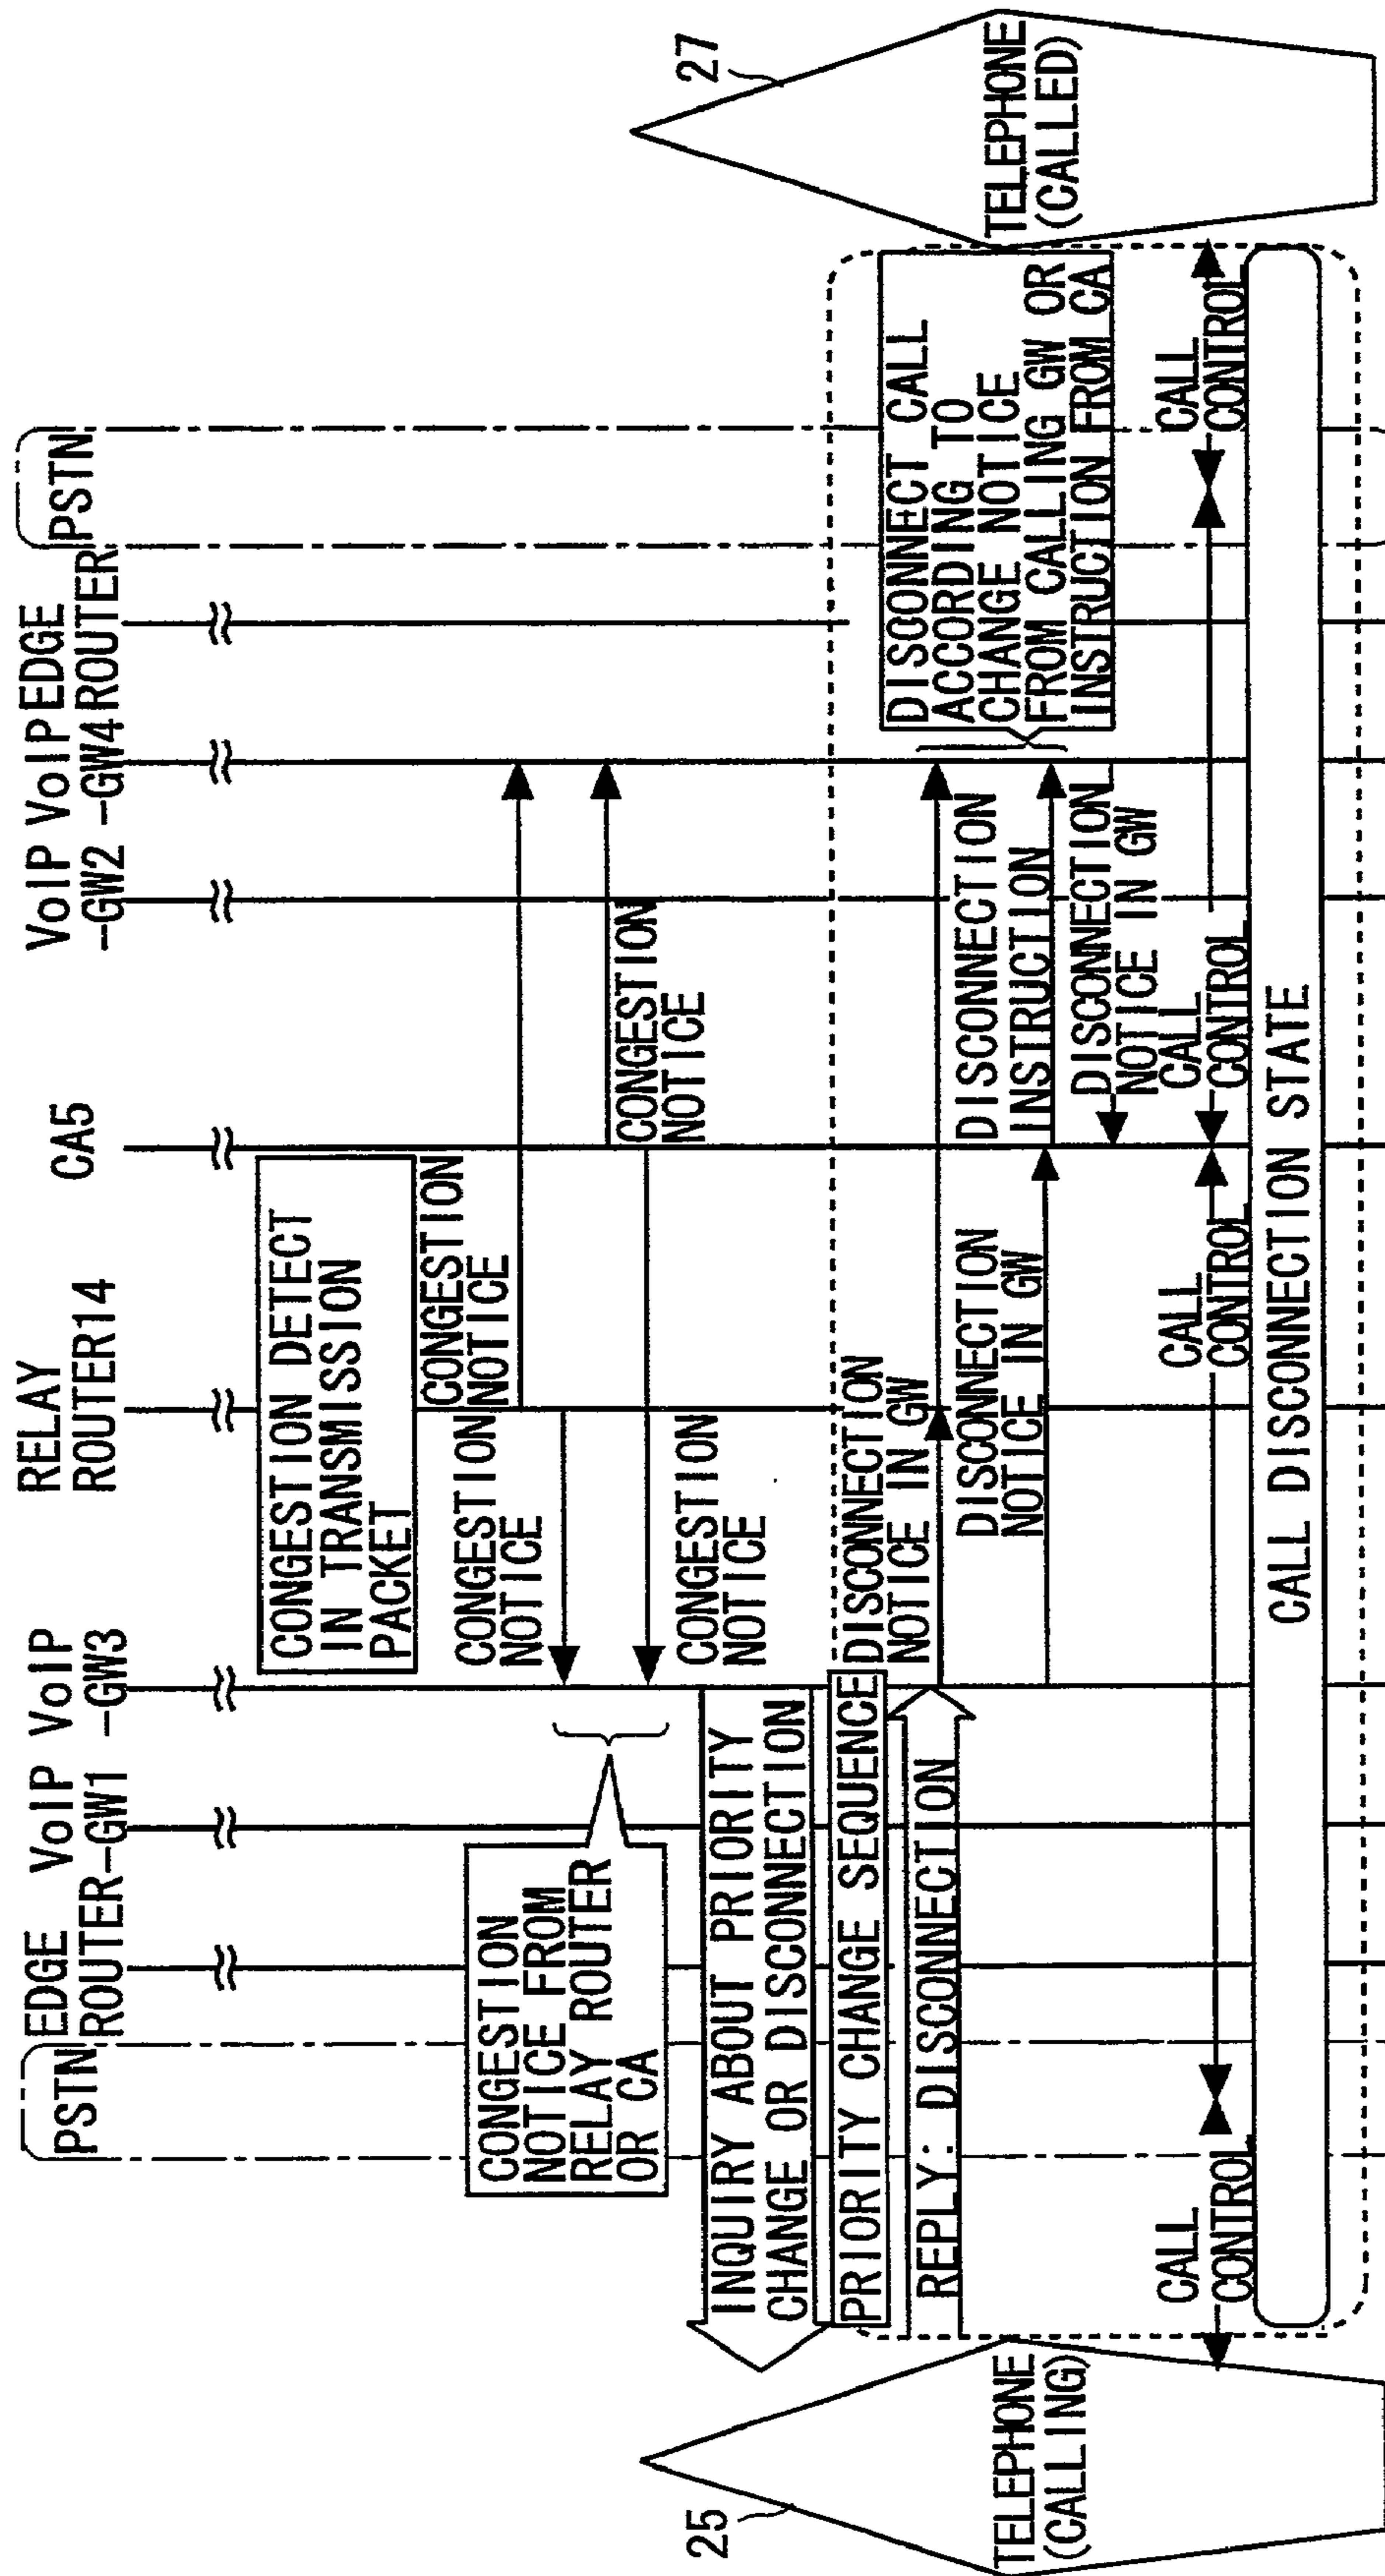 PSTN
EDGE
ROUTER
VoIP
-GW1
VoIP
-GW3
RELAY
ROUTER14
CA5
VoIP
-GW2
VoIP
-GW4
EDGE
ROUTER
PSTN
CONGESTION DETECT
IN TRANSMISSION
PACKET
CONGESTION
NOTICE
CONGESTION
NOTICE
CONGESTION
NOTICE
CONGESTION
NOTICE
CONGESTION
NOTICE FROM
RELAY ROUTER
OR CA
25
27
INQUIRY ABOUT PRIORITY
CHANGE OR DISCONNECTION
PRIORITY CHANGE SEQUENCE
REPLY: DISCONNECTION
DISCONNECTION
NOTICE IN GW
DISCONNECTION
NOTICE IN GW
DISCONNECTION
INSTRUCTION
DISCONNECTION
NOTICE IN GW
DISCONNECT CALL
ACCORDING TO
CHANGE NOTICE
FROM CALLING GW OR
INSTRUCTION FROM CA
TELEPHONE
(CALLING)
TELEPHONE
(CALLED)
CALL
CONTROL
CALL
CONTROL
CALL
CONTROL
CALL
CONTROL
CALL DISCONNECTION STATE